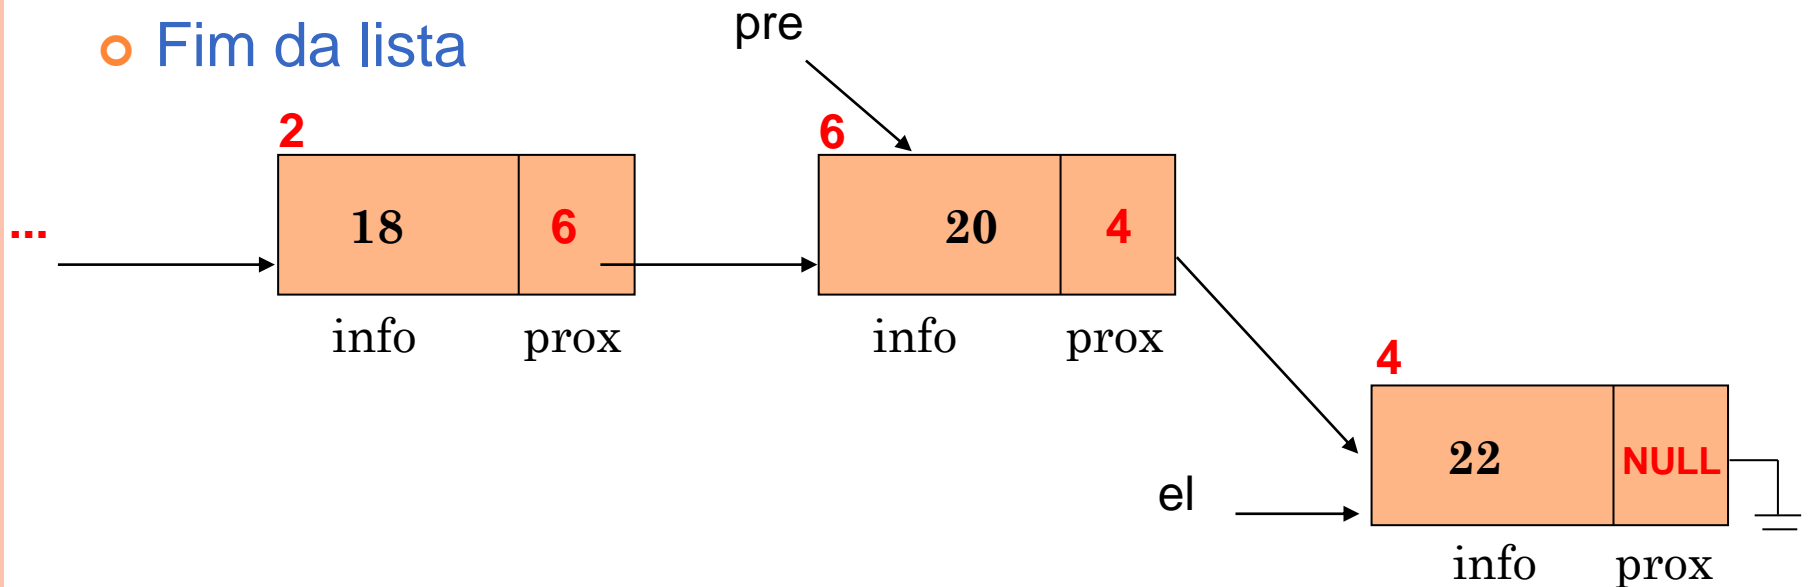 Fim da lista
pre
2
6
...
18 6
20 4
info prox
info prox
4
22 NULL
el
info prox